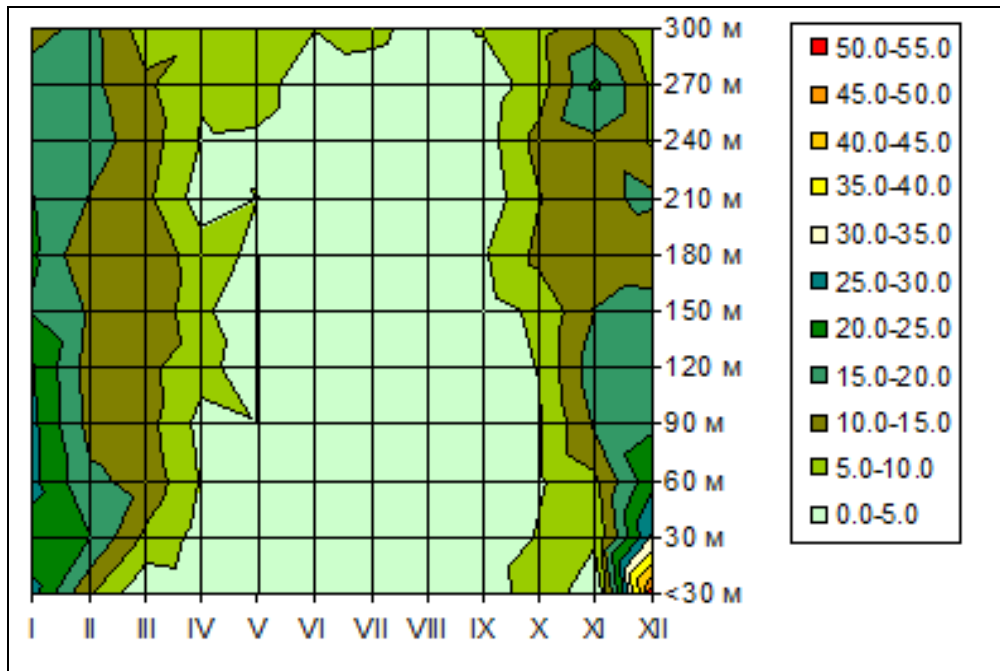 300 м
270 м
240 м
210 м
180 м
150 м
120 м
90 м
60 м
30 м
<30 м
I II III IV V VI VII VIII IX X XI XII
50.0-55.0
45.0-50.0
40.0-45.0
35.0-40.0
30.0-35.0
25.0-30.0
20.0-25.0
15.0-20.0
10.0-15.0
5.0-10.0
0.0-5.0